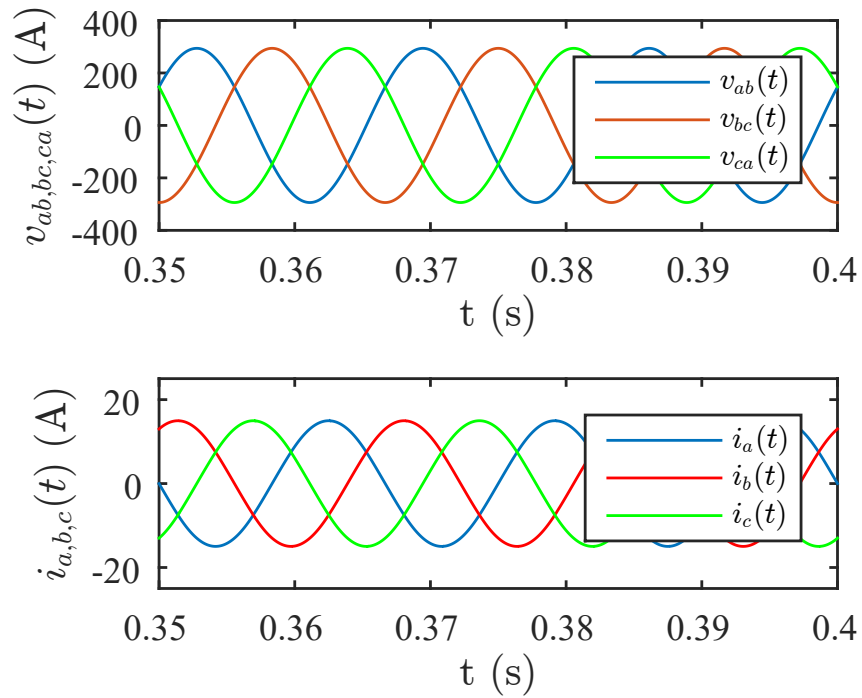 v_{ab,bc,ca}(t) (A)
400
200
0
-200
-400
v_{ab}(t)
v_{bc}(t)
v_{ca}(t)
0.35 0.36 0.37 0.38 0.39 0.4
t (s)
i_{a,b,c}(t) (A)
20
0
-20
i_a(t)
i_b(t)
i_c(t)
0.35 0.36 0.37 0.38 0.39 0.4
t (s)